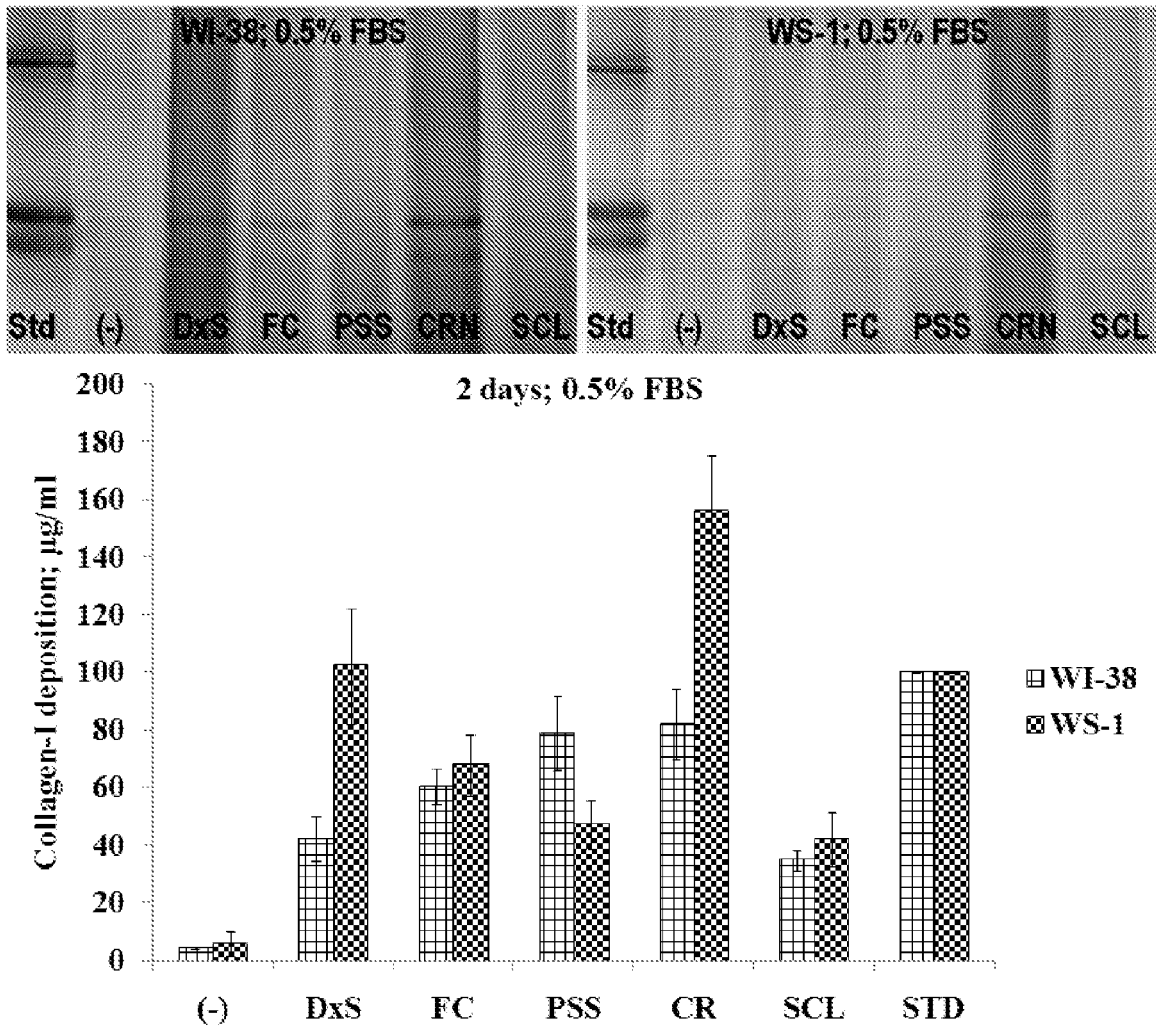 WI-38; 0.5% FBS
Std (-) DxS FC PSS CRN SCL
WS-1; 0.5% FBS
Std (-) DxS FC PSS CRN SCL
2 days; 0.5% FBS
Collagen-I deposition; µg/ml
200
180
160
140
120
100
80
60
40
20
0
(-) DxS FC PSS CR SCL STD
WI-38
WS-1